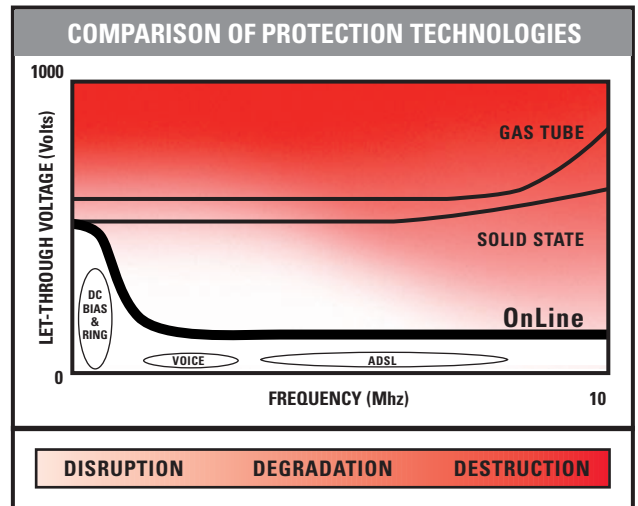 COMPARISON OF PROTECTION TECHNOLOGIES
1000
LET-THROUGH VOLTAGE (Volts)
GAS TUBE
SOLID STATE
OnLine
DC
BIAS
&
RING
VOICE
ADSL
0
FREQUENCY (Mhz)
10
DISRUPTION DEGRADATION DESTRUCTION